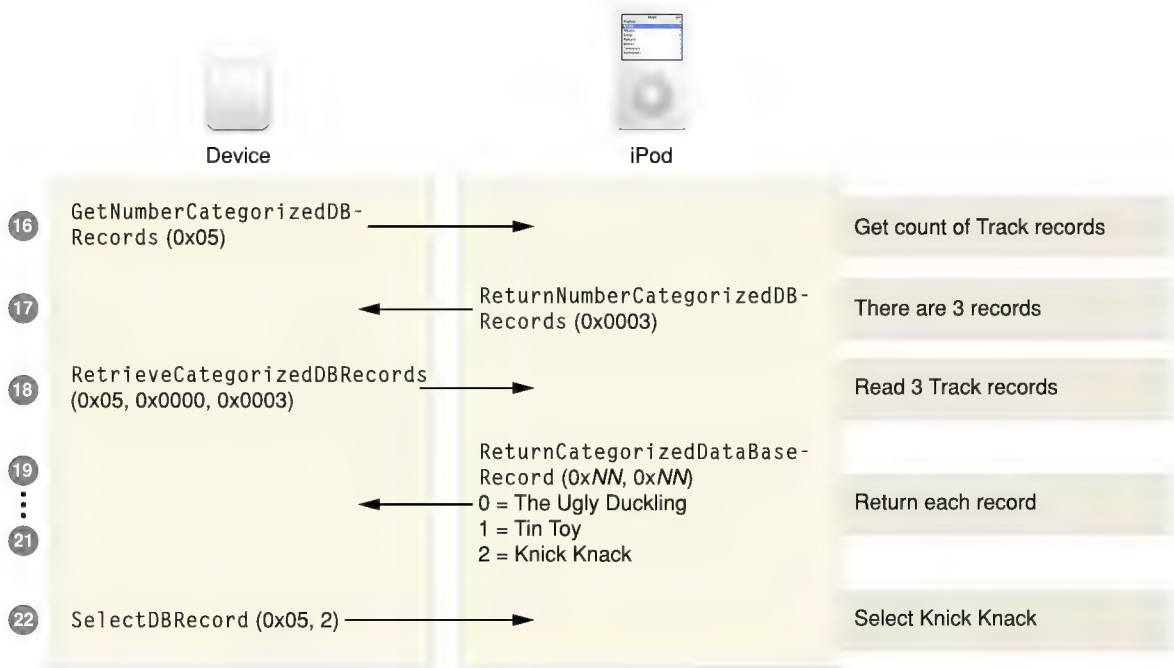 Device
iPod
16
GetNumberCategorizedDB-
Records (0x05)
Get count of Track records
17
ReturnNumberCategorizedDB-
Records (0x0003)
There are 3 records
18
RetrieveCategorizedDBRecords
(0x05, 0x0000, 0x0003)
Read 3 Track records
19
21
ReturnCategorizedDataBase-
Record (0xNN, 0xNN)
0 = The Ugly Duckling
1 = Tin Toy
2 = Knick Knack
Return each record
22
SelectDBRecord (0x05, 2)
Select Knick Knack